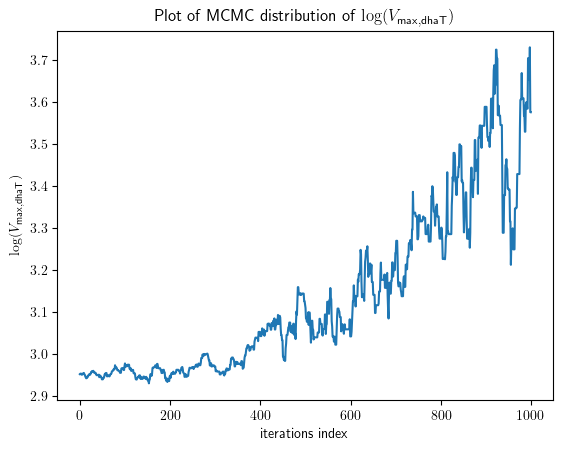 Plot of MCMC distribution of log(V_max,dhaT)
log(V_max,dhaT)
3.7
3.6
3.5
3.4
3.3
3.2
3.1
3.0
2.9
0 200 400 600 800 1000
iterations index